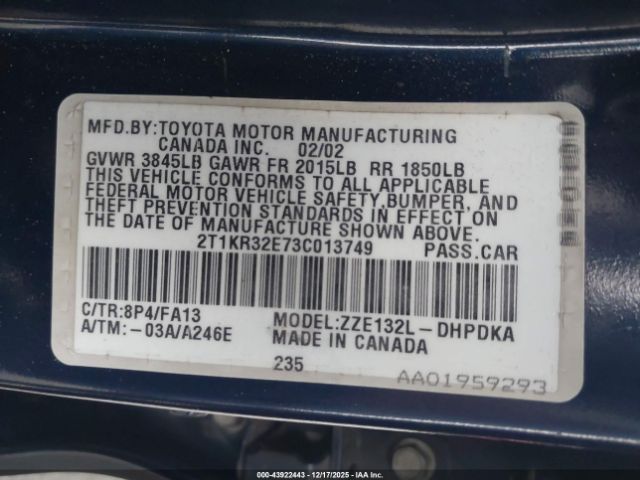 MFD.BY:TOYOTA MOTOR MANUFACTURING
CANADA INC. 02/02
GVWR 3845LB GAWR FR 2015LB RR 1850LB
THIS VEHICLE CONFORMS TO ALL APPLICABLE
FEDERAL MOTOR VEHICLE SAFETY,BUMPER, AND
THEFT PREVENTION STANDARDS IN EFFECT ON
THE DATE OF MANUFACTURE SHOWN ABOVE.
2T1KR32E73C013749 PASS.CAR
C/TR:8P4/FA13 MODEL:ZZE132L-DHPDKA
A/TM:-03A/A246E MADE IN CANADA
235
AA01959293
000-43922443 - 12/17/2025 - IAAI.COM